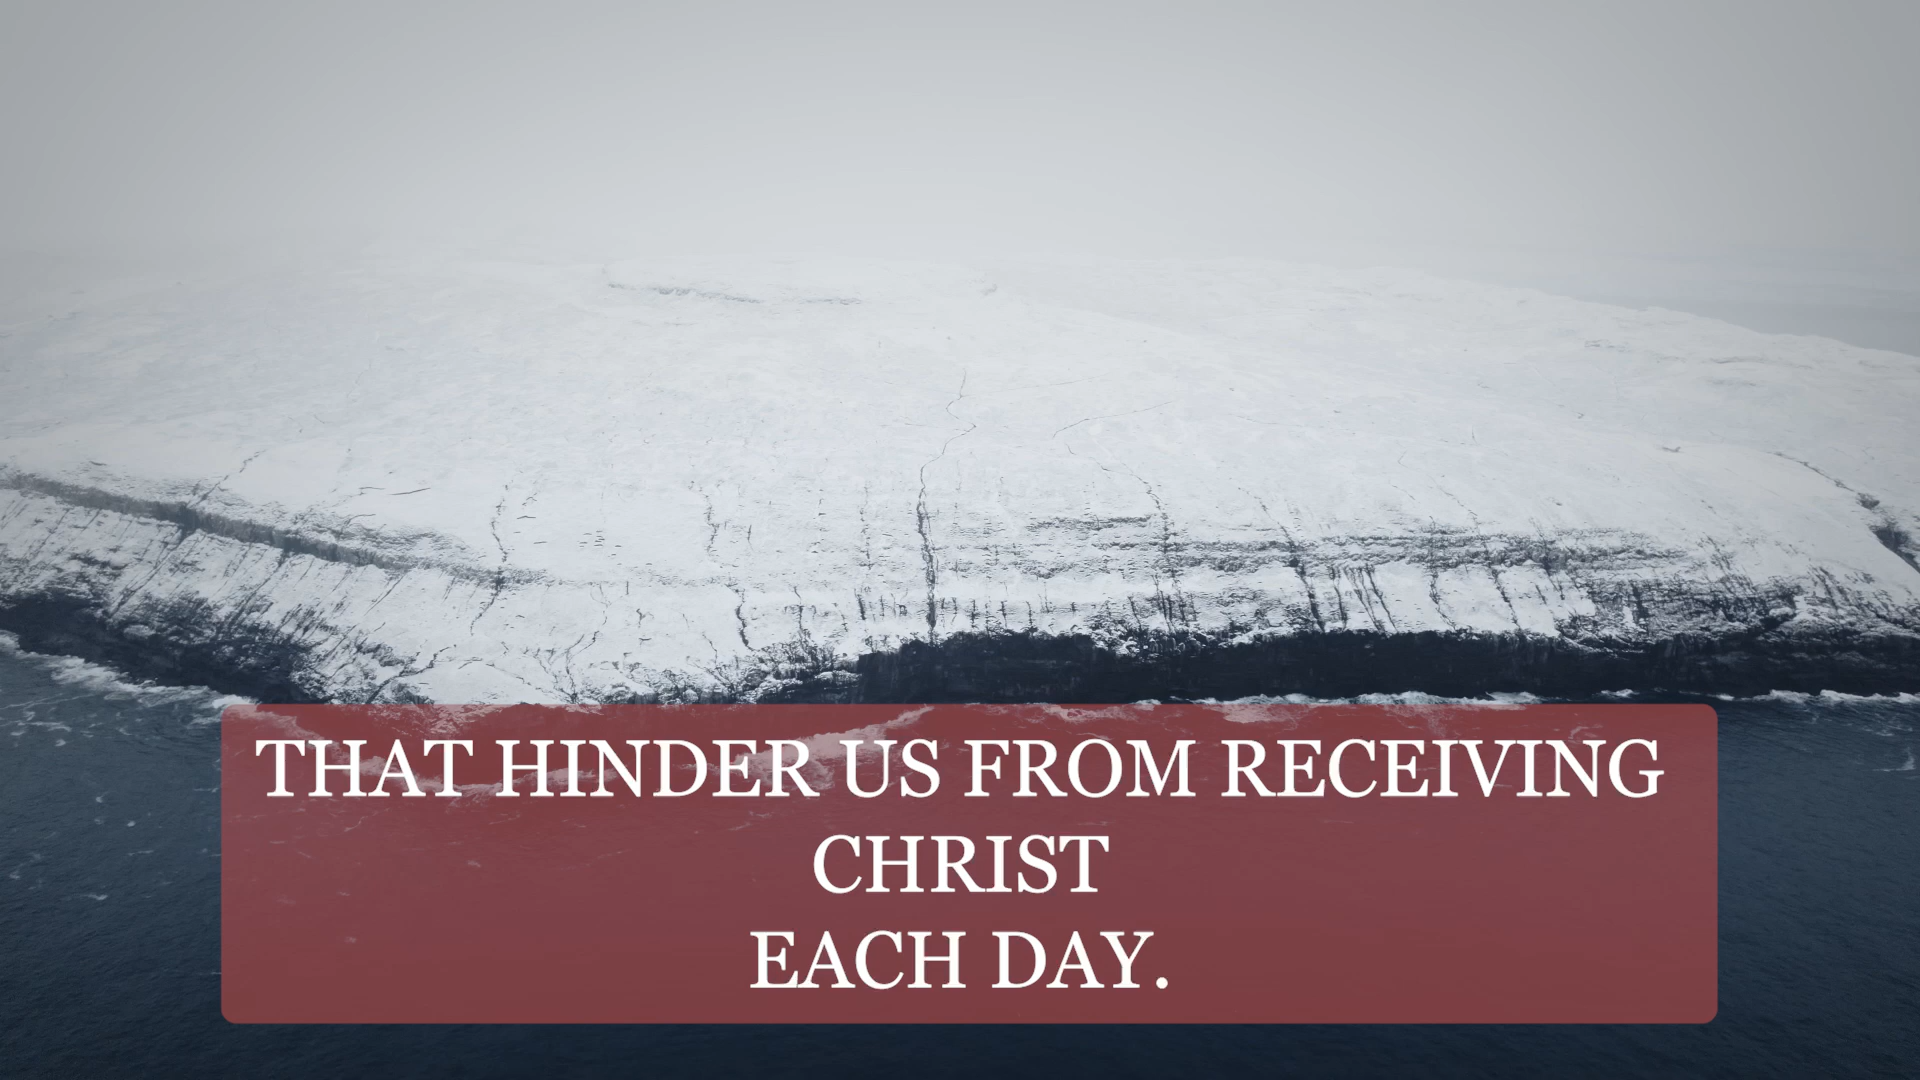 THAT HINDER US FROM RECEIVING
CHRIST
EACH DAY.